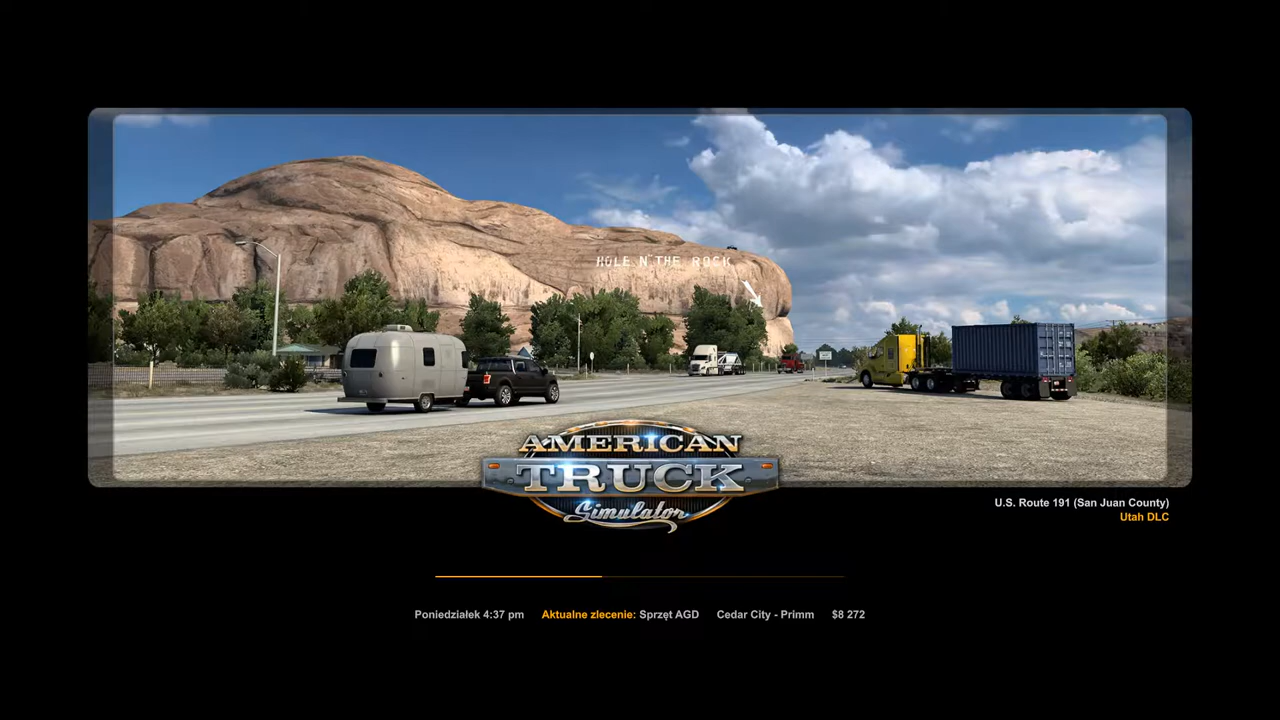 HOLE N" THE ROCK
AMERICAN
TRUCK
Simulator
U.S. Route 191 (San Juan County)
Utah DLC
Poniedziałek 4:37 pm Aktualne zlecenie: Sprzęt AGD Cedar City - Primm $8 272